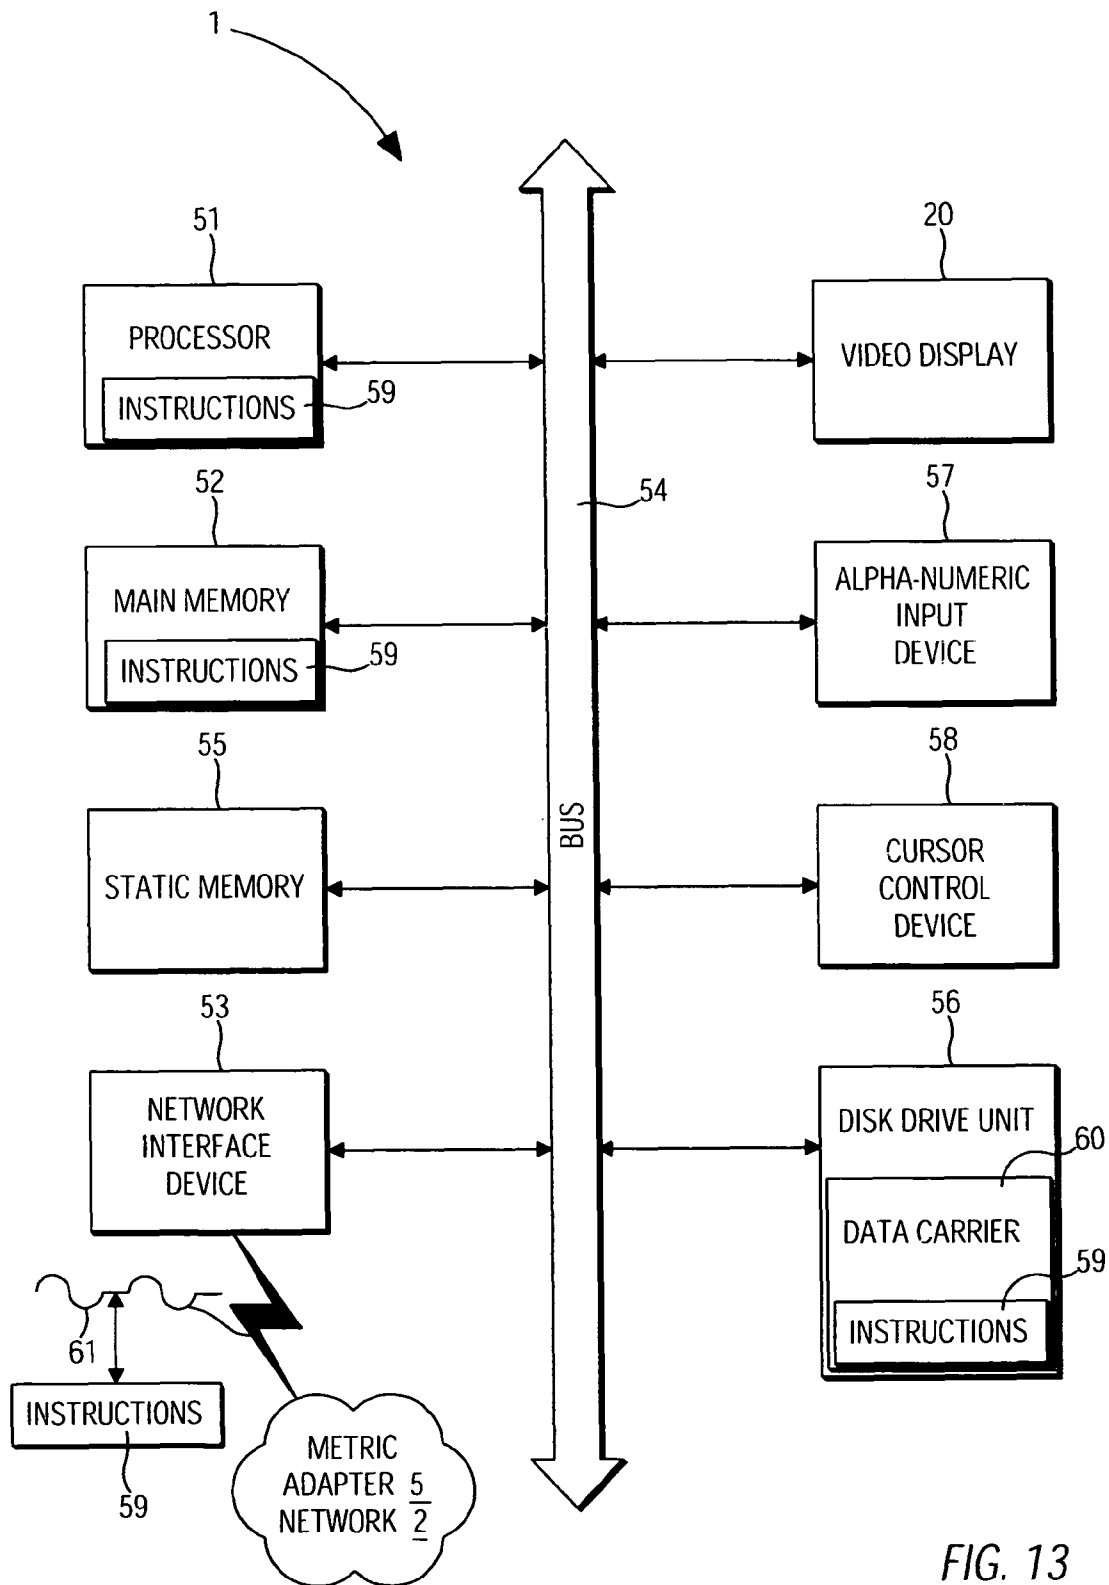 1
51
PROCESSOR
INSTRUCTIONS
59
20
VIDEO DISPLAY
52
MAIN MEMORY
INSTRUCTIONS
59
54
57
ALPHA-NUMERIC
INPUT
DEVICE
55
STATIC MEMORY
BUS
58
CURSOR
CONTROL
DEVICE
53
NETWORK
INTERFACE
DEVICE
56
DISK DRIVE UNIT
60
DATA CARRIER
59
INSTRUCTIONS
61
INSTRUCTIONS
59
METRIC
ADAPTER 5/
NETWORK 2
FIG. 13